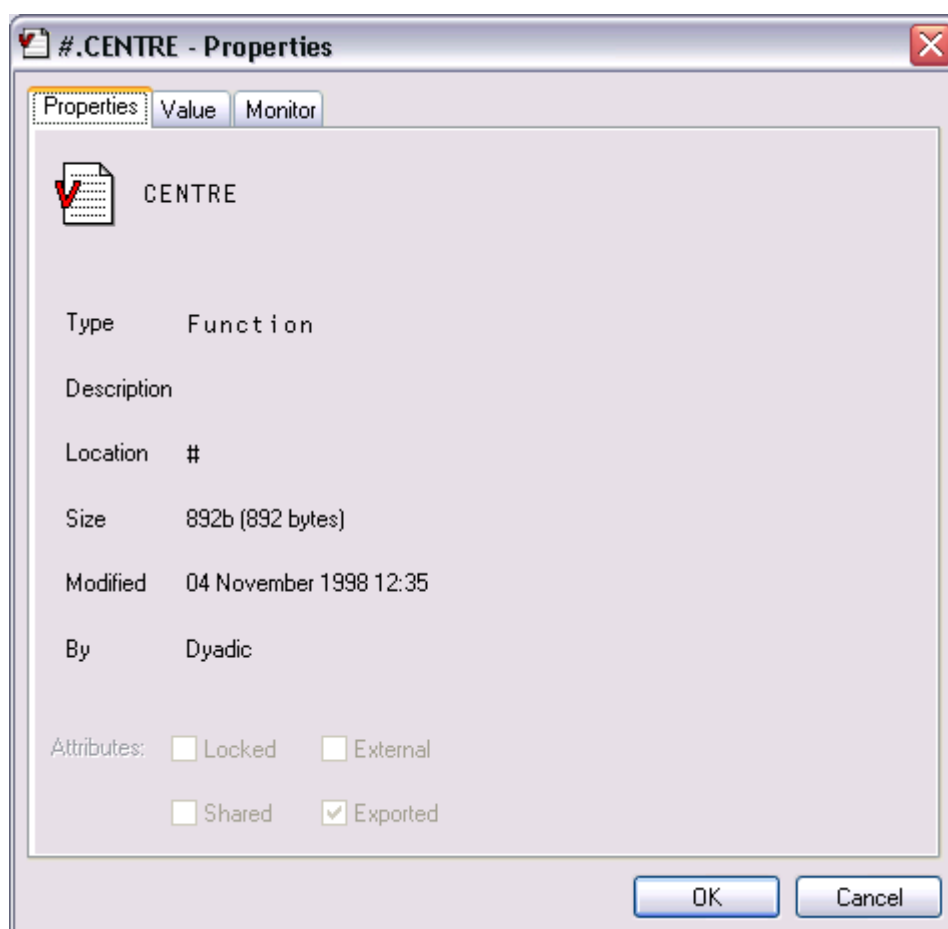 #.CENTRE - Properties
Properties Value Monitor
CENTRE
Type Function
Description
Location #
Size 892b (892 bytes)
Modified 04 November 1998 12:35
By Dyadic
Attributes: Locked External
Shared Exported
OK Cancel